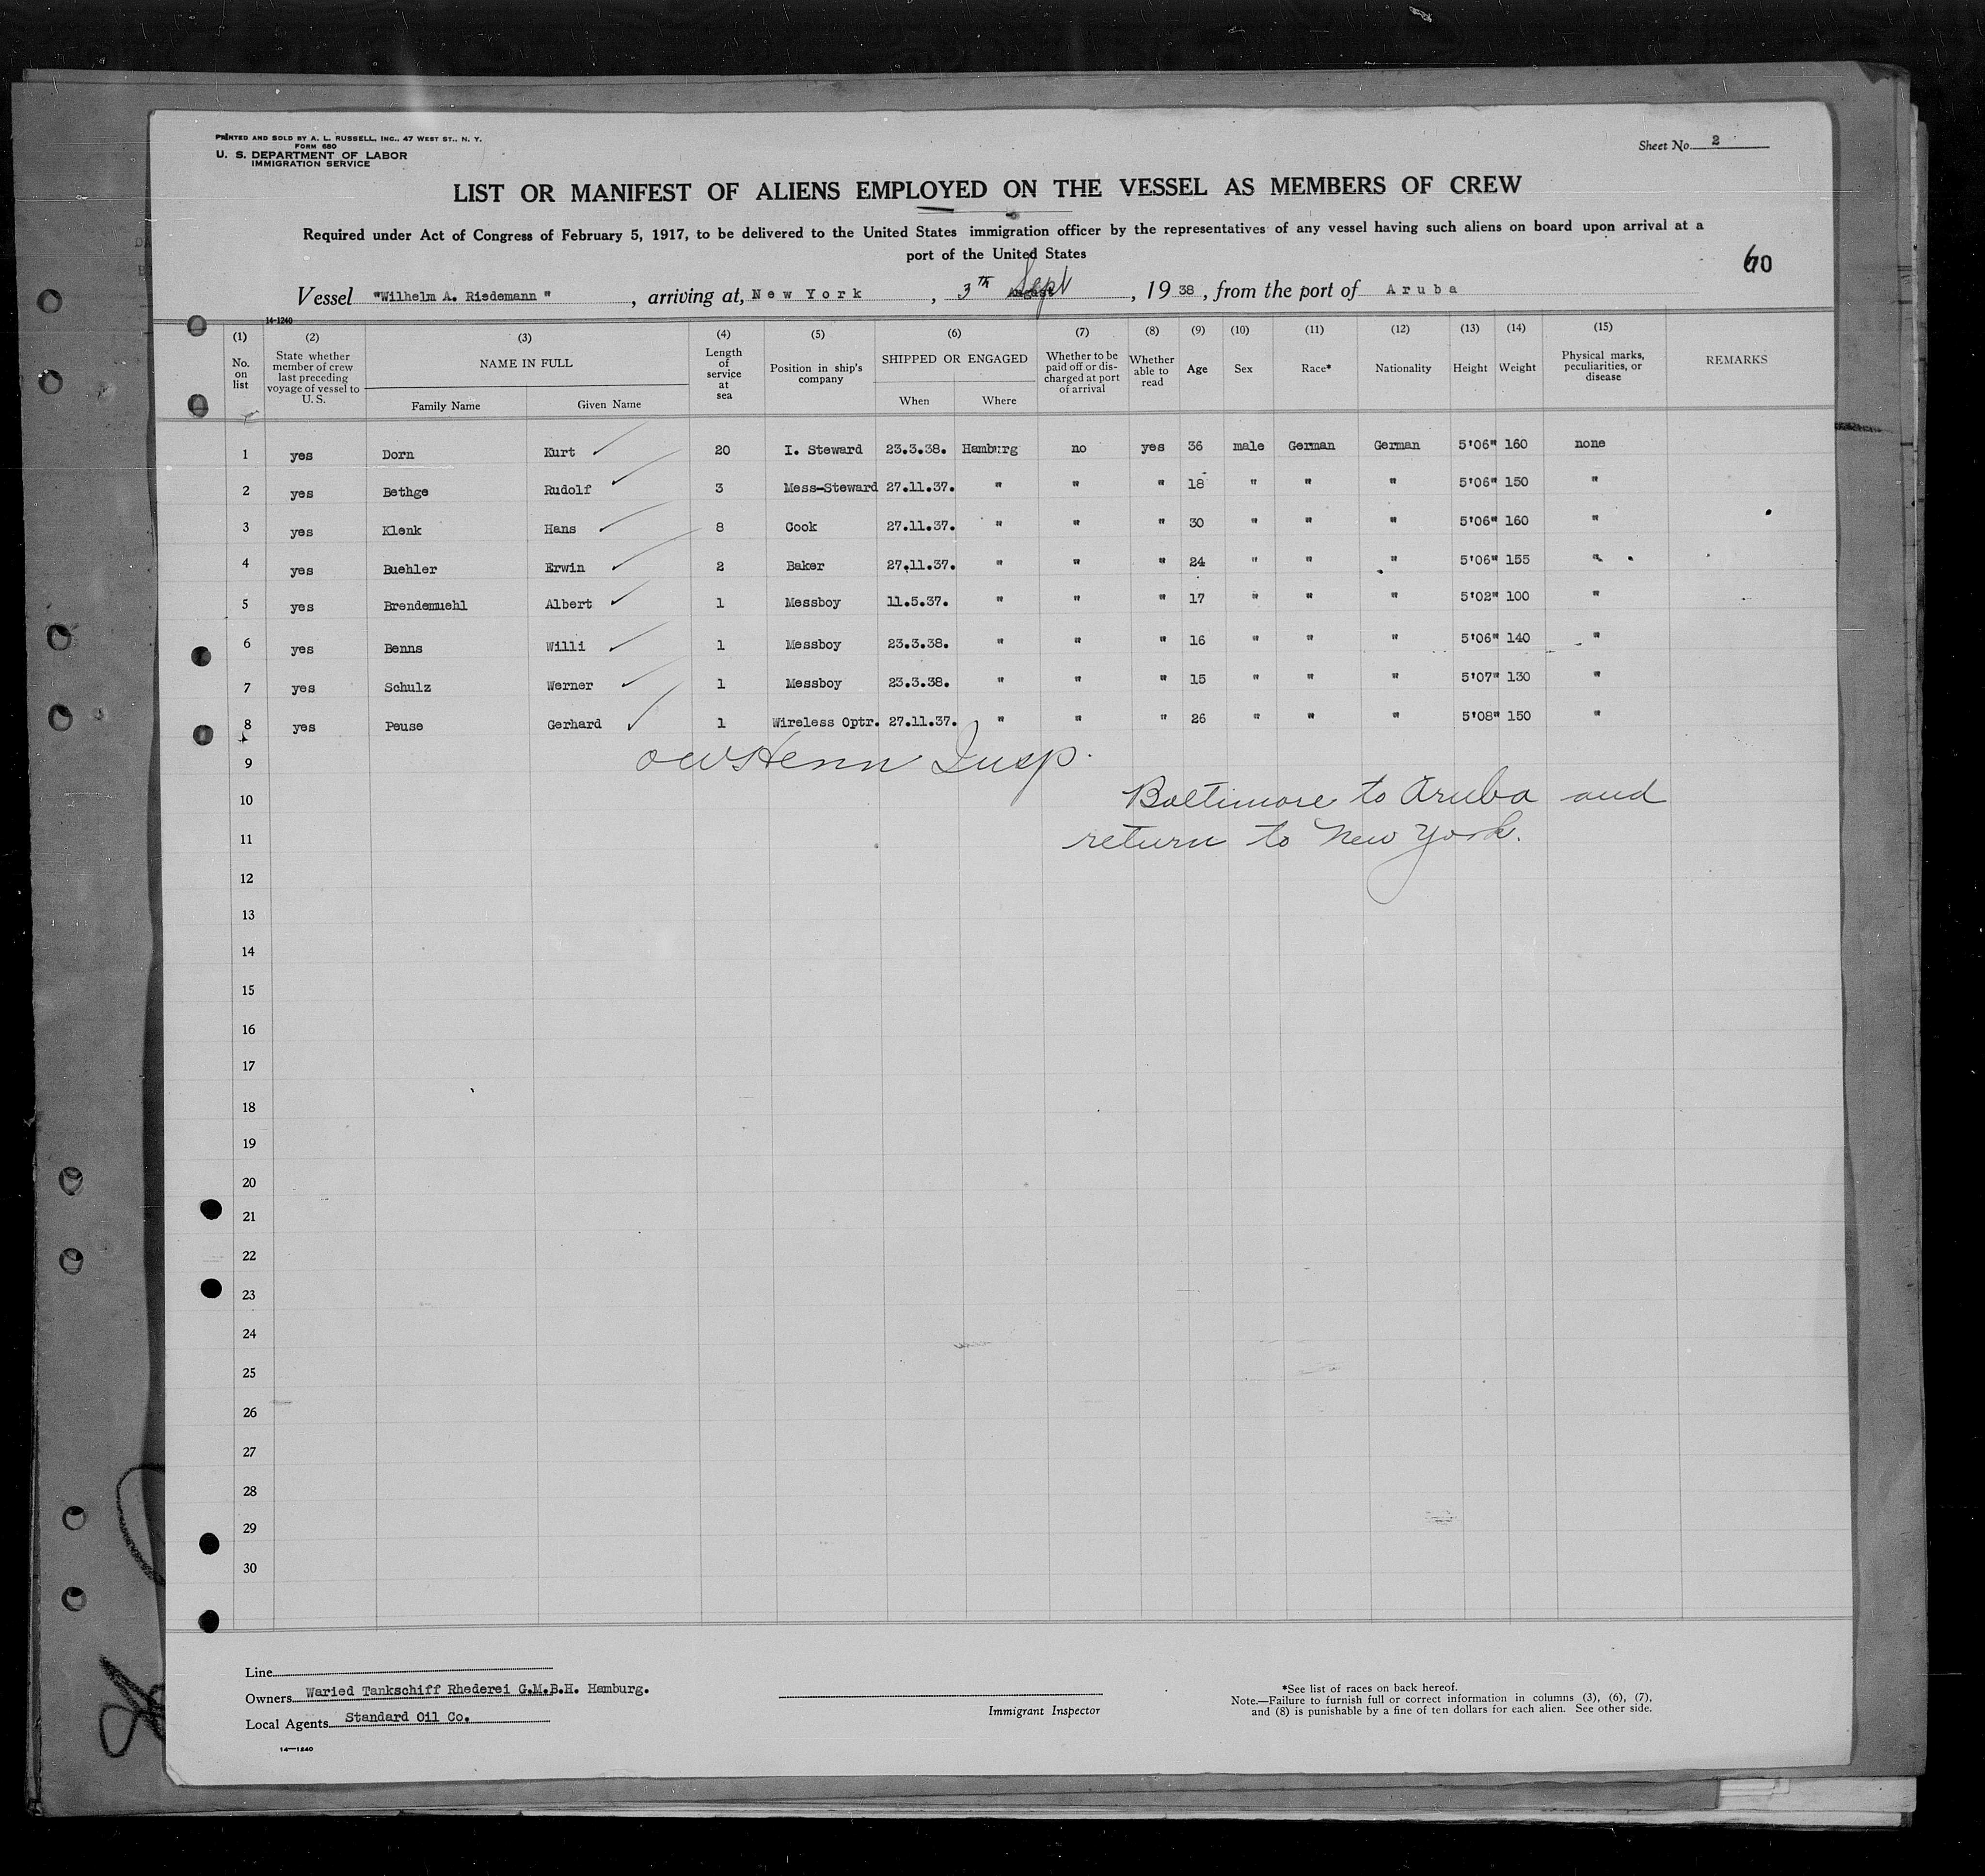 PRINTED AND SOLD BY A. L. RUSSELL, INC., 47 WEST ST., N. Y.
FORM 680
U. S. DEPARTMENT OF LABOR
IMMIGRATION SERVICE
Sheet No. 2
LIST OR MANIFEST OF ALIENS EMPLOYED ON THE VESSEL AS MEMBERS OF CREW
Required under Act of Congress of February 5, 1917, to be delivered to the United States immigration officer by the representatives of any vessel having such aliens on board upon arrival at a
port of the United States
60
Vessel "Wilhelm A. Riedemann", arriving at, New York, 3th Sept, 1938, from the port of Aruba
14-1240
(1) (2) (3) (4) (5) (6) (7) (8) (9) (10) (11) (12) (13) (14) (15)
No. on list State whether member of crew last preceding voyage of vessel to U. S. NAME IN FULL Length of service at sea Position in ship's company SHIPPED OR ENGAGED Whether to be paid off or discharged at port of arrival Whether able to read Age Sex Race* Nationality Height Weight Physical marks, peculiarities, or disease REMARKS
Family Name Given Name When Where
1 yes Dorn Kurt 20 I. Steward 23.3.38. Hamburg no yes 36 male German German 5'06" 160 none
2 yes Bethge Rudolf 3 Mess-Steward 27.11.37. " " " 18 " " " 5'06" 150 "
3 yes Klenk Hans 8 Cook 27.11.37. " " " 30 " " " 5'06" 160 "
4 yes Buehler Erwin 2 Baker 27.11.37. " " " 24 " " " 5'06" 155 "
5 yes Brendemuehl Albert 1 Messboy 11.5.37. " " " 17 " " " 5'02" 100 "
6 yes Benns Willi 1 Messboy 23.3.38. " " " 16 " " " 5'06" 140 "
7 yes Schulz Werner 1 Messboy 23.3.38. " " " 15 " " " 5'07" 130 "
8 yes Peuse Gerhard 1 Wireless Optr. 27.11.37. " " " 26 " " " 5'08" 150 "
9 Insp.
10 Baltimore to Aruba and
11 return to New York.
12
13
14
15
16
17
18
19
20
21
22
23
24
25
26
27
28
29
30
Line
Owners Waried Tankschiff Rhederei G.M.B.H. Hamburg.
Local Agents Standard Oil Co.
Immigrant Inspector
*See list of races on back hereof.
Note.—Failure to furnish full or correct information in columns (3), (6), (7),
and (8) is punishable by a fine of ten dollars for each alien. See other side.
14—1240